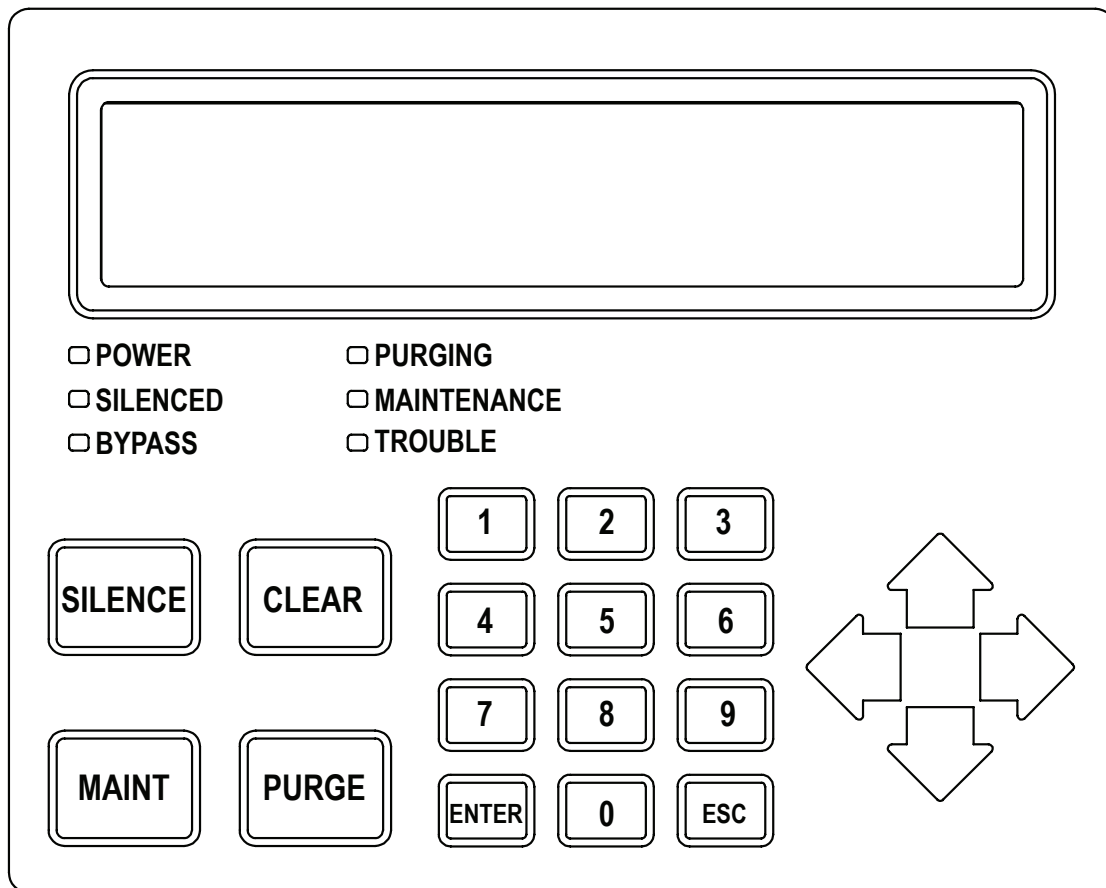 POWER PURGING
SILENCED MAINTENANCE
BYPASS TROUBLE
1 2 3
SILENCE CLEAR
4 5 6
7 8 9
MAINT PURGE
ENTER 0 ESC